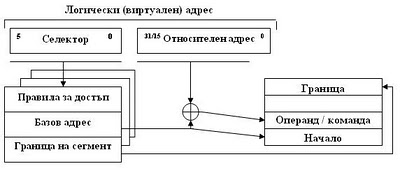 Логически (виртуален) адрес
5 Селектор 0
31/15 Относителен адрес 0
Правила за достъп
Базов адрес
Граница на сегмент
Граница
Операнд / команда
Начало